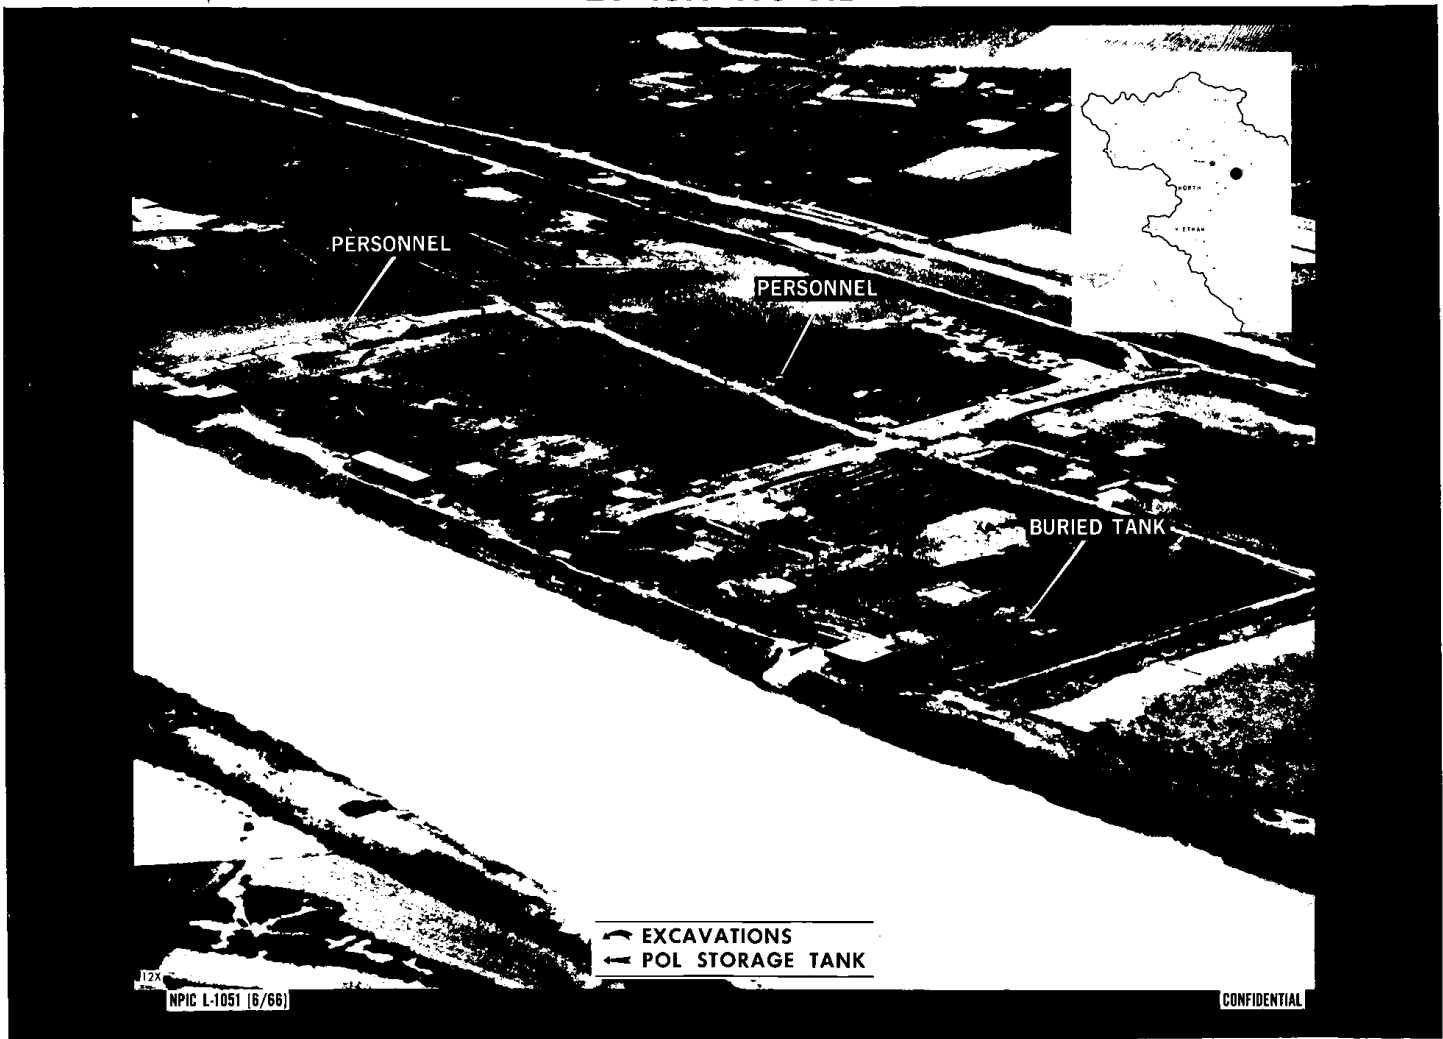 PERSONNEL
PERSONNEL
BURIED TANK
NORTH
EXCAVATIONS
POL STORAGE TANK
12X
NPIC L-1051 (6/66)
CONFIDENTIAL